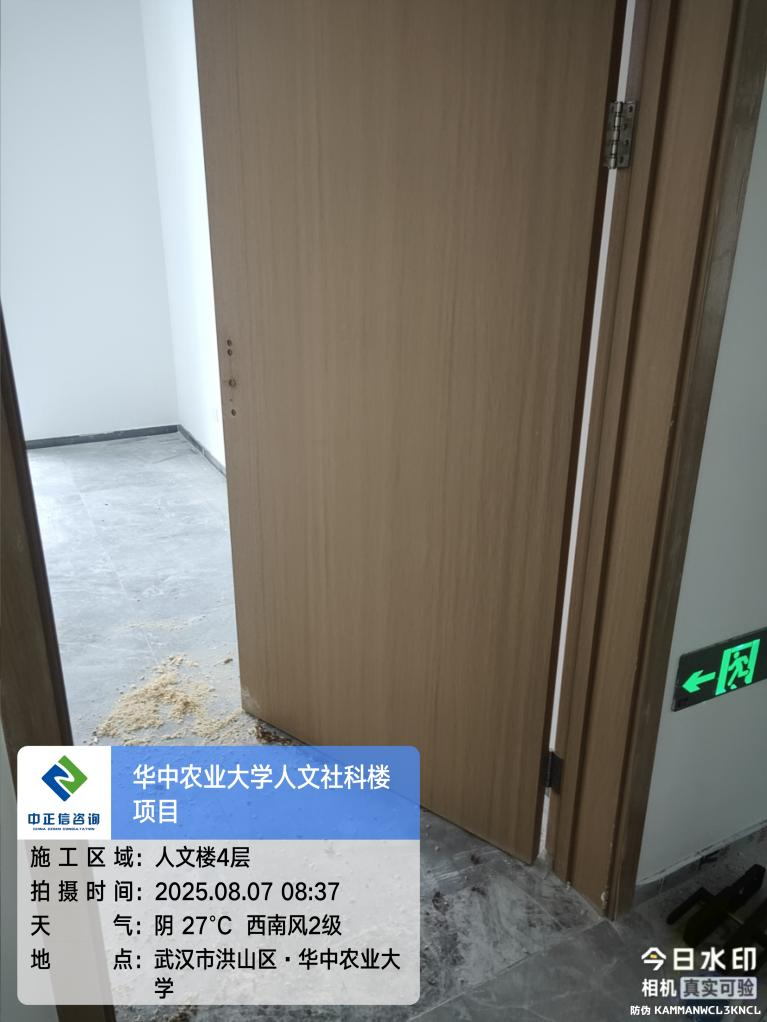 中正信咨询
CHINA ZENXIN CONSULTATION
华中农业大学人文社科楼
项目
施工区域：人文楼4层
拍摄时间：2025.08.07 08:37
天气：阴 27℃ 西南风2级
地点：武汉市洪山区·华中农业大
学
今日水印
相机 真实可验
防伪 KAMMANWCL3KNCL